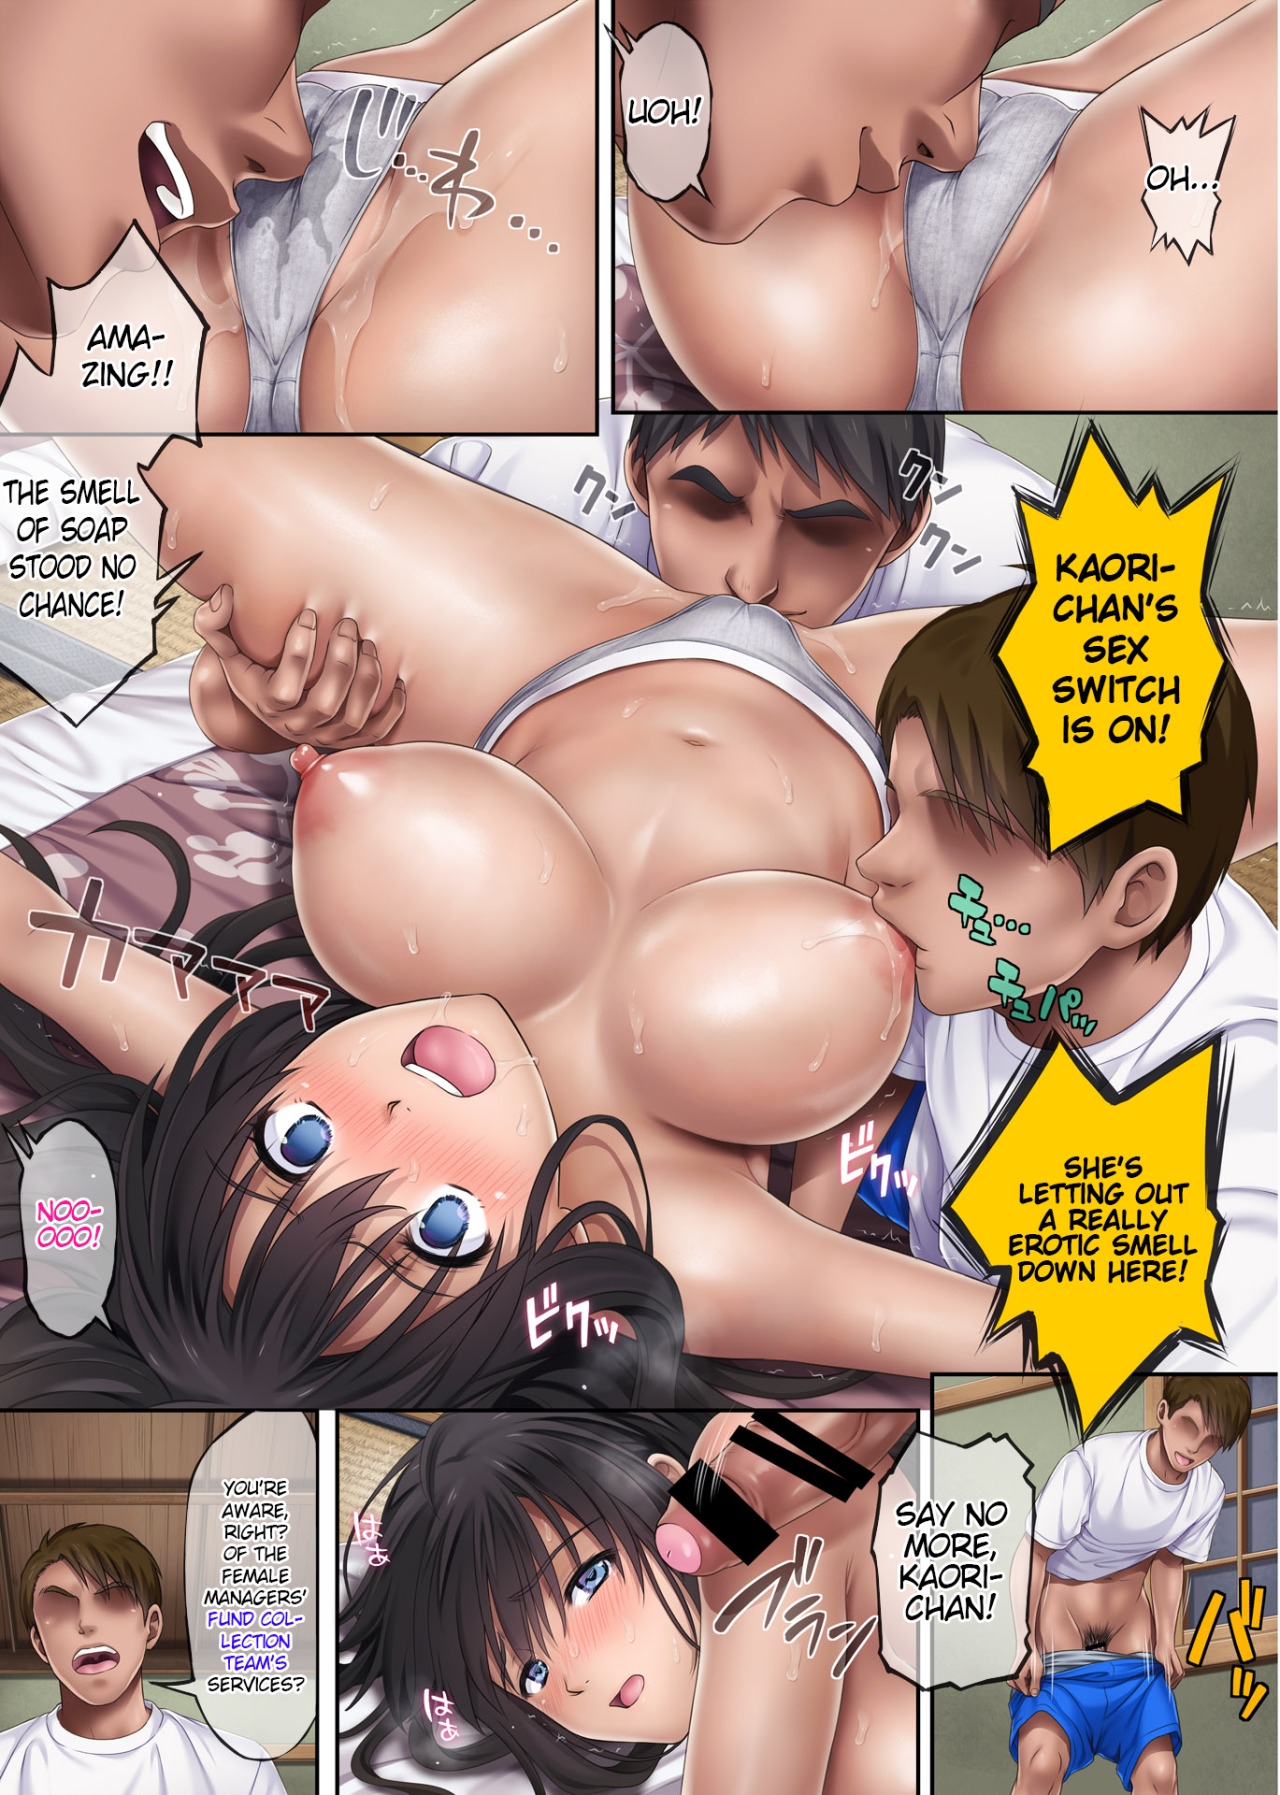 UOH!
OH...
じ...わ...
AMA-
ZING!!
THE SMELL
OF SOAP
STOOD NO
CHANCE!
KAORI-
CHAN'S
SEX
SWITCH
IS ON!
クン
クン
クン
チュ...
チュパッ
カァァァァ
SHE'S
LETTING OUT
A REALLY
EROTIC SMELL
DOWN HERE!
NOO-
OOO!
ビクッ
ビクッ
SAY NO
MORE,
KAORI-
CHAN!
バッ
ズルン
はぁ
はぁ
YOU'RE
AWARE,
RIGHT?
OF THE
FEMALE
MANAGERS'
FUND COL-
LECTION
TEAM'S
SERVICES?